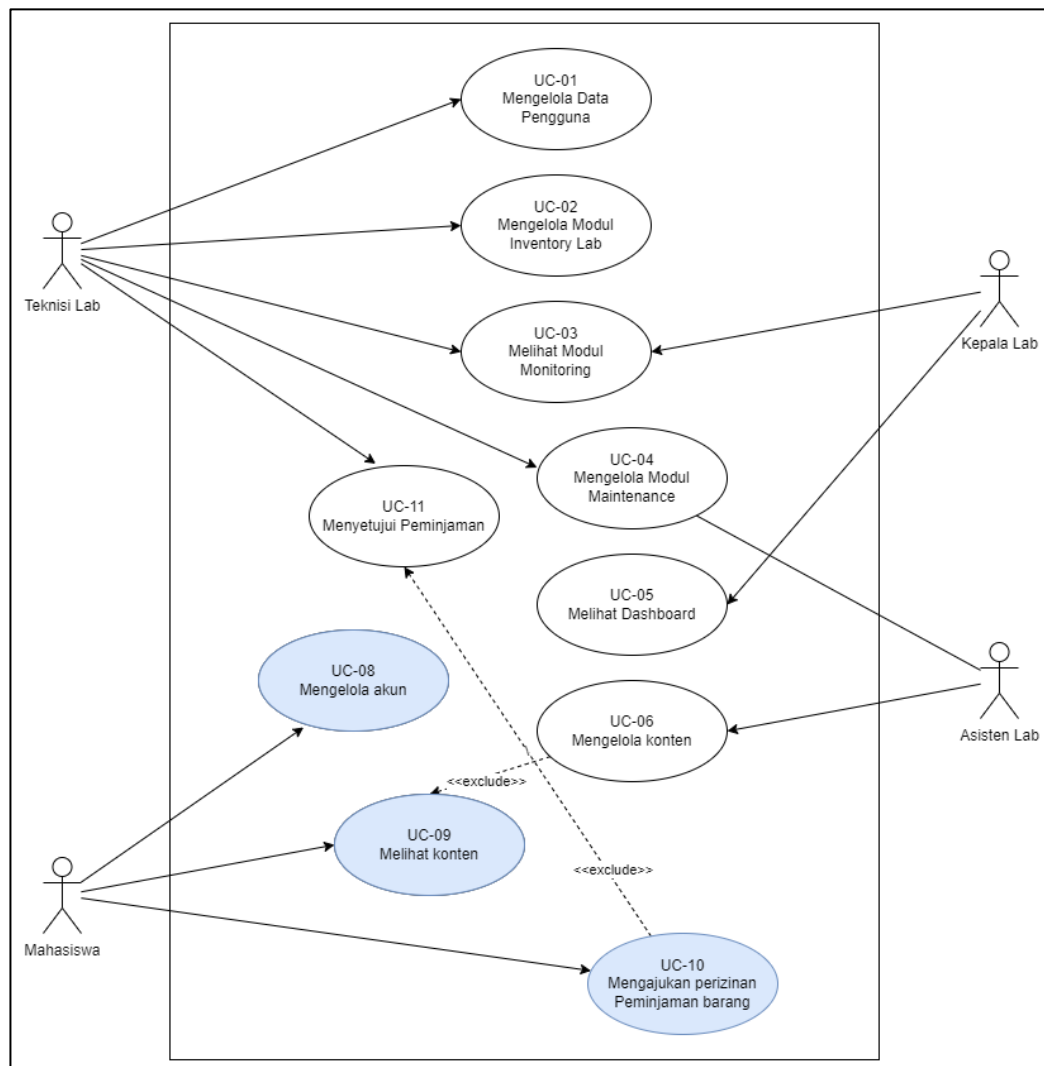 UC-01
Mengelola Data
Pengguna
UC-02
Mengelola Modul
Inventory Lab
Teknisi Lab
UC-03
Melihat Modul
Monitoring
Kepala Lab
UC-04
Mengelola Modul
Maintenance
UC-11
Menyetujui Peminjaman
UC-05
Melihat Dashboard
UC-08
Mengelola akun
UC-06
Mengelola konten
Asisten Lab
<<exclude>>
UC-09
Melihat konten
<<exclude>>
Mahasiswa
UC-10
Mengajukan perizinan
Peminjaman barang